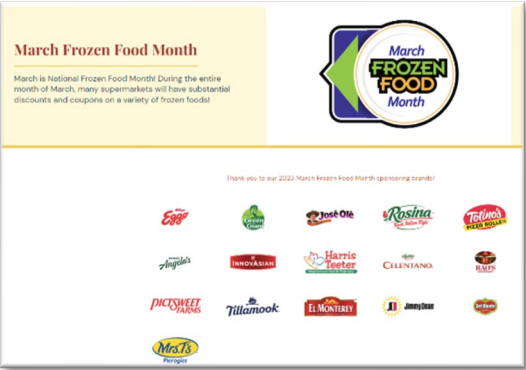 March Frozen Food Month
March is National Frozen Food Month! During the entire
month of March, many supermarkets will have substantial
discounts and coupons on a variety of frozen foods!
March
FROZEN
FOOD
Month
Thank you to our 2023 March Frozen Food Month sponsoring brands!
Eggo
Green
Giant
José Olé
Rosina
Totino's
PIZZA ROLLS
Angela's
INNOVASIAN
Harris
Teeter
CELENTANO
RAO'S
PICTSWEET
FARMS
Tillamook
EL MONTEREY
Jimmy Dean
Del Monte
Mrs.T's
Pierogies